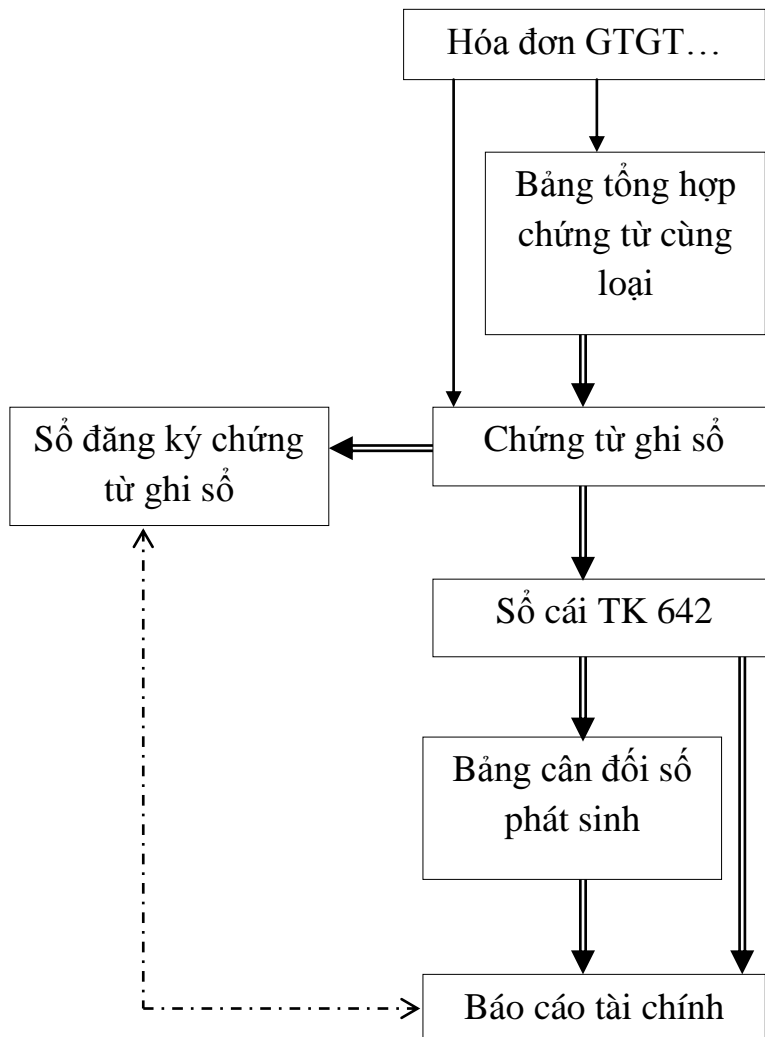 Hóa đơn GTGT…
Bảng tổng hợp
chứng từ cùng
loại
Sổ đăng ký chứng
từ ghi sổ
Chứng từ ghi sổ
Sổ cái TK 642
Bảng cân đối số
phát sinh
Báo cáo tài chính